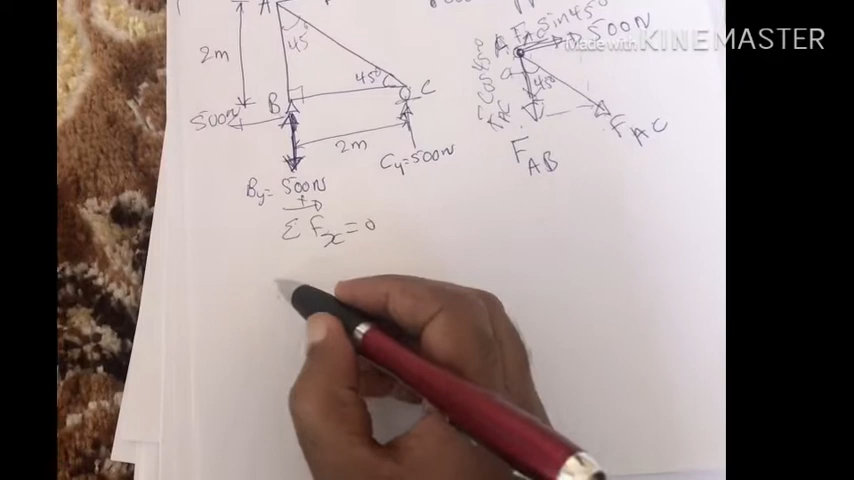 A
2m
45°
45°
B
C
500N
2m
By= 500N
Cy=500N
+
Σ Fx=0
A
FAC sin45°
500N
FAC cos45°
45°
FAB
FAC
Made with KINEMASTER